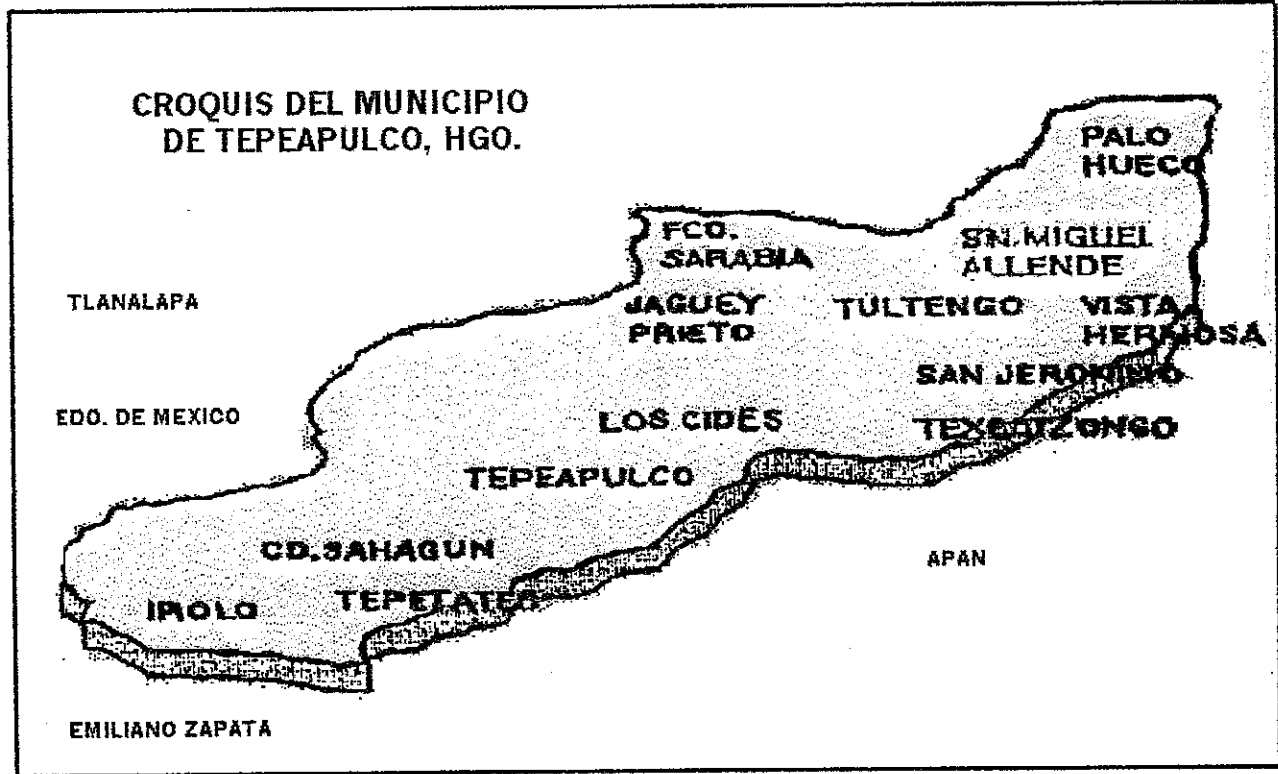 CROQUIS DEL MUNICIPIO
DE TEPEAPULCO, HGO.
PALO
HUECO
FCO.
SARABIA
SN.MIGUEL
ALLENDE
TLANALAPA
JAGUEY
PRIETO
TULTENGO
VISTA
HERMOSA
SAN JERONIMO
EDO. DE MEXICO
LOS CIDES
TEPEAPULCO
CD.SAHAGUN
APAN
IROLO
TEPETATES
EMILIANO ZAPATA